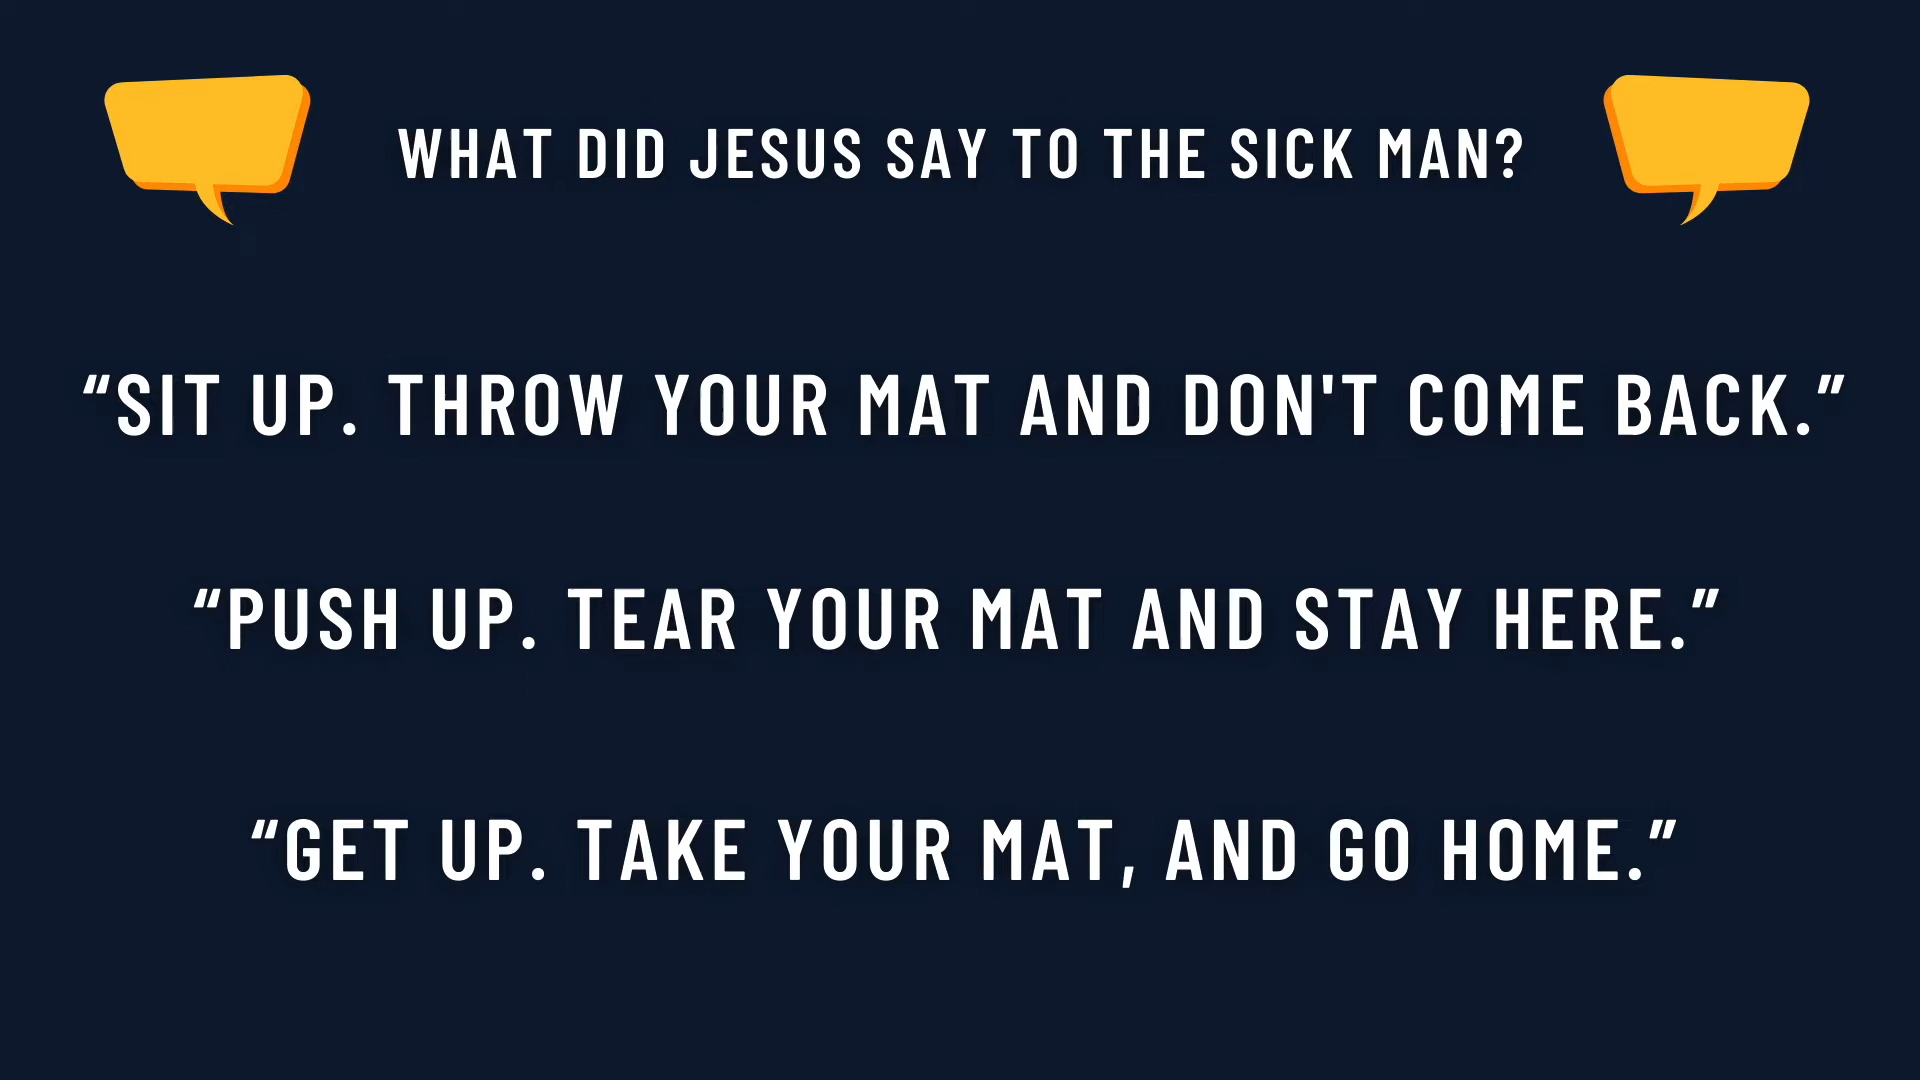 WHAT DID JESUS SAY TO THE SICK MAN?
“SIT UP. THROW YOUR MAT AND DON'T COME BACK.”
“PUSH UP. TEAR YOUR MAT AND STAY HERE.”
“GET UP. TAKE YOUR MAT, AND GO HOME.”